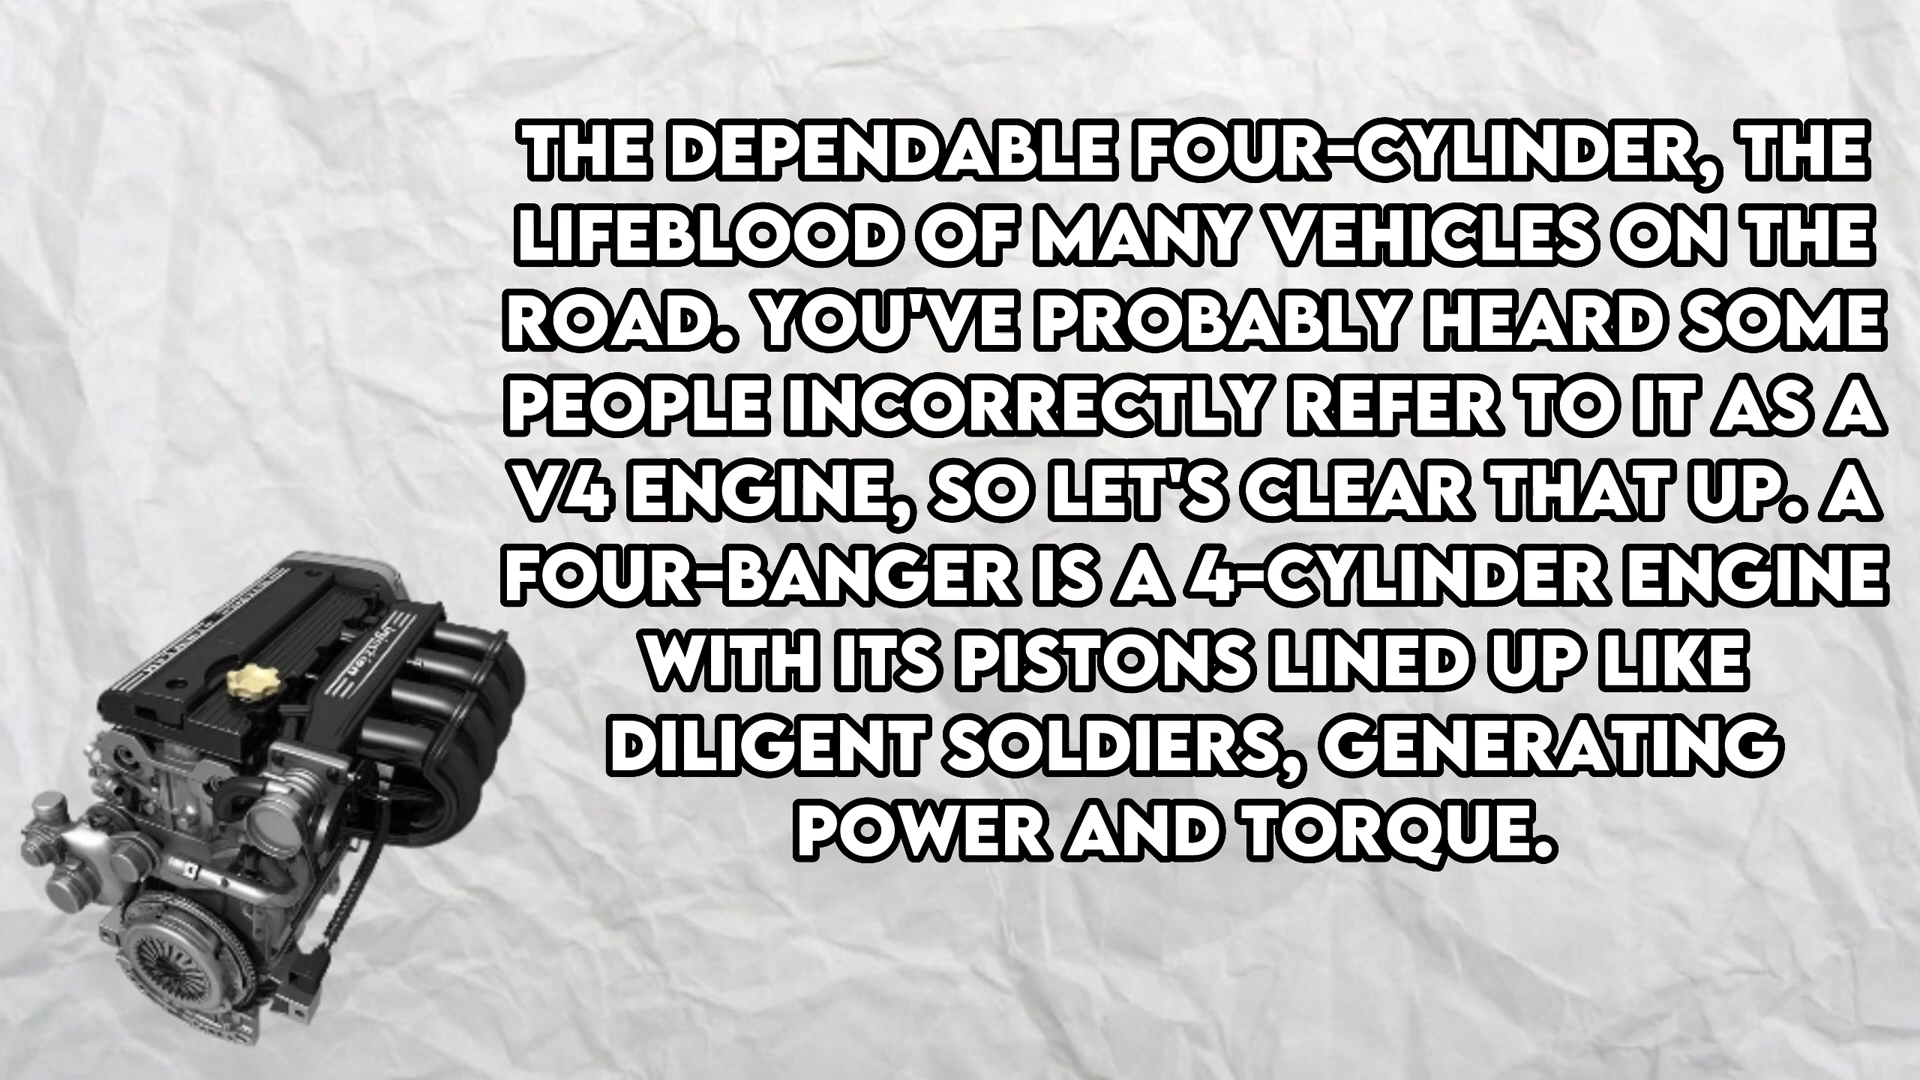 THE DEPENDABLE FOUR-CYLINDER, THE
LIFEBLOOD OF MANY VEHICLES ON THE
ROAD. YOU'VE PROBABLY HEARD SOME
PEOPLE INCORRECTLY REFER TO IT AS A
V4 ENGINE, SO LET'S CLEAR THAT UP. A
FOUR-BANGER IS A 4-CYLINDER ENGINE
WITH ITS PISTONS LINED UP LIKE
DILIGENT SOLDIERS, GENERATING
POWER AND TORQUE.